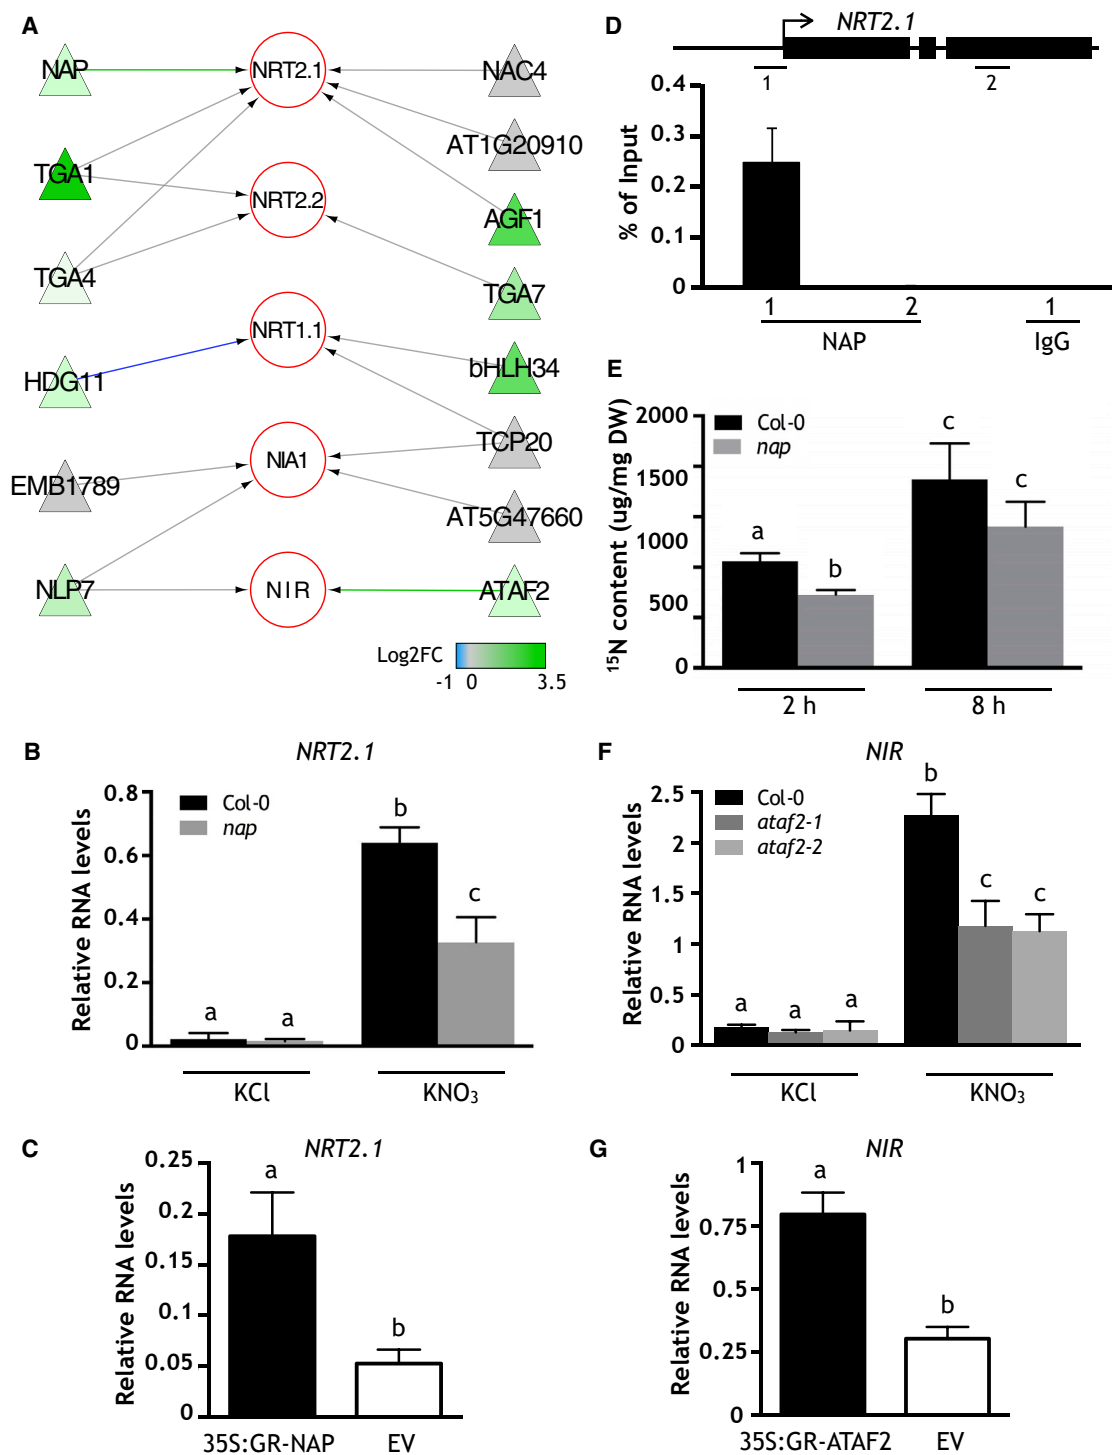 A
NAP
NRT2.1
NAC4
AT1G20910
TGA1
NRT2.2
AGF1
TGA4
TGA7
NRT1.1
HDG11
bHLH34
TCP20
NIA1
EMB1789
AT5G47660
NLP7
NIR
ATAF2
Log2FC
-1 0 3.5
D
NRT2.1
1 2
% of Input
0.4
0.3
0.2
0.1
0
1 2 1
NAP IgG
E
15N content (ug/mg DW)
2000
1500
1000
500
0
Col-0
nap
a
b
c
c
2 h 8 h
B
NRT2.1
Relative RNA levels
0.8
0.6
0.4
0.2
0
Col-0
nap
a
a
b
c
KCl KNO₃
F
NIR
Relative RNA levels
2.5
2
1.5
1
0.5
0
Col-0
ataf2-1
ataf2-2
a
a
a
b
c
c
KCl KNO₃
C
NRT2.1
Relative RNA levels
0.25
0.2
0.15
0.1
0.05
0
a
b
35S:GR-NAP EV
G
NIR
Relative RNA levels
1
0.75
0.5
0.25
0
a
b
35S:GR-ATAF2 EV